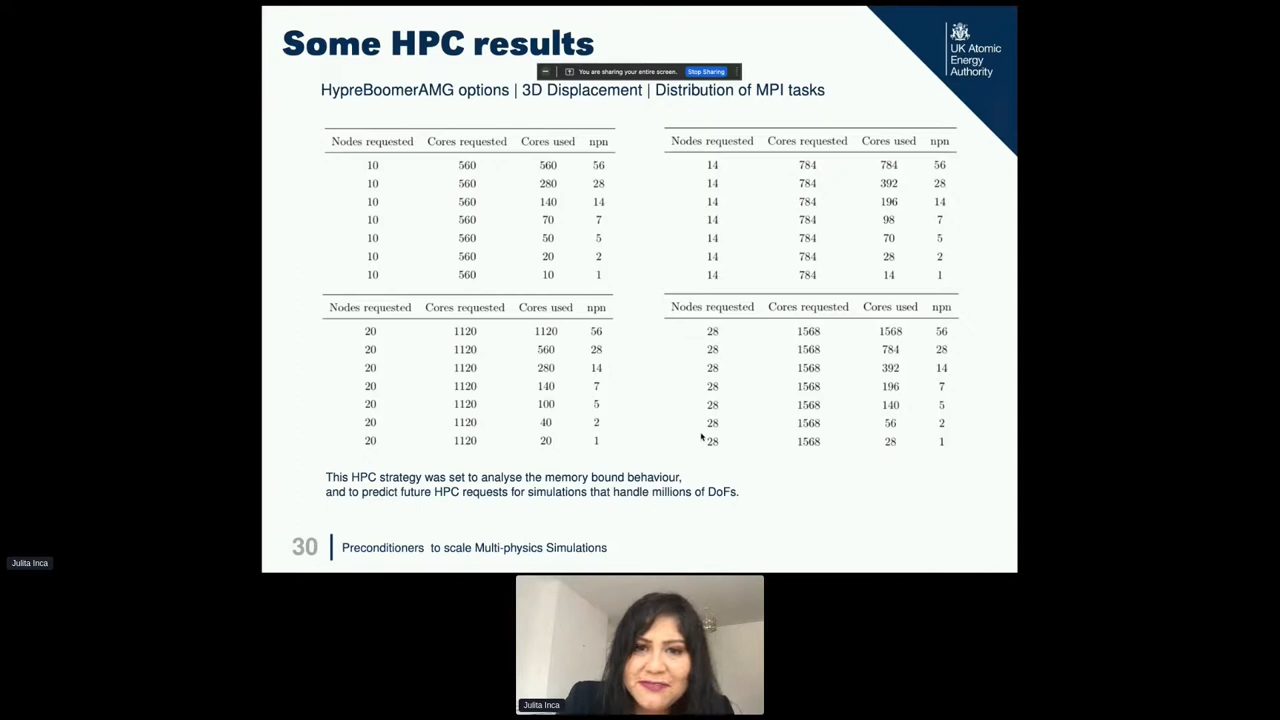 Some HPC results
UK Atomic
Energy
Authority
You are sharing your entire screen. Stop Sharing
HypreBoomerAMG options | 3D Displacement | Distribution of MPI tasks
Nodes requested Cores requested Cores used npn
10 560 560 56
10 560 280 28
10 560 140 14
10 560 70 7
10 560 50 5
10 560 20 2
10 560 10 1
Nodes requested Cores requested Cores used npn
14 784 784 56
14 784 392 28
14 784 196 14
14 784 98 7
14 784 70 5
14 784 28 2
14 784 14 1
Nodes requested Cores requested Cores used npn
20 1120 1120 56
20 1120 560 28
20 1120 280 14
20 1120 140 7
20 1120 100 5
20 1120 40 2
20 1120 20 1
Nodes requested Cores requested Cores used npn
28 1568 1568 56
28 1568 784 28
28 1568 392 14
28 1568 196 7
28 1568 140 5
28 1568 56 2
28 1568 28 1
This HPC strategy was set to analyse the memory bound behaviour,
and to predict future HPC requests for simulations that handle millions of DoFs.
30 Preconditioners to scale Multi-physics Simulations
Julita Inca
Julita Inca